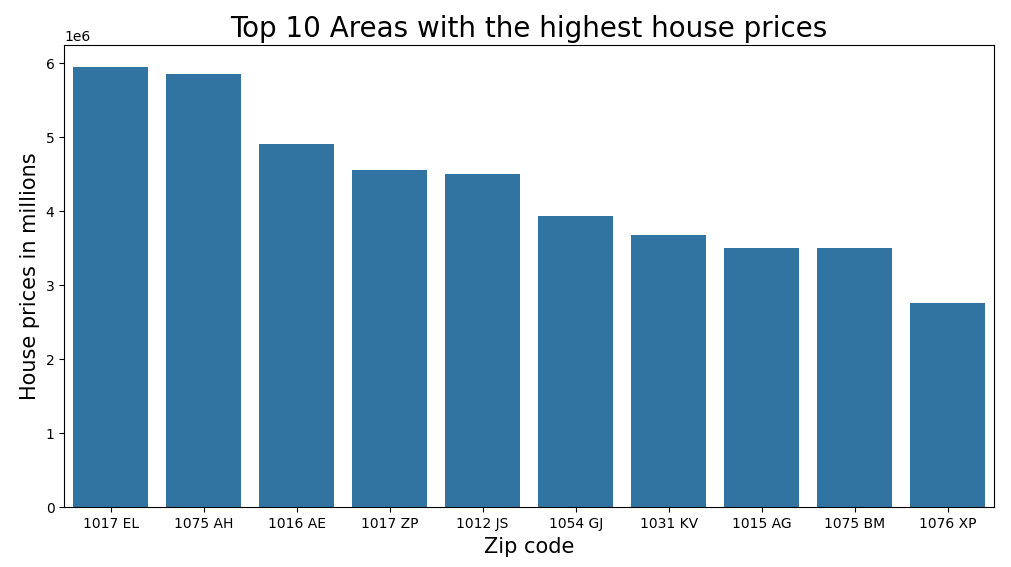 Top 10 Areas with the highest house prices
1e6
House prices in millions
6
5
4
3
2
1
0
1017 EL 1075 AH 1016 AE 1017 ZP 1012 JS 1054 GJ 1031 KV 1015 AG 1075 BM 1076 XP
Zip code